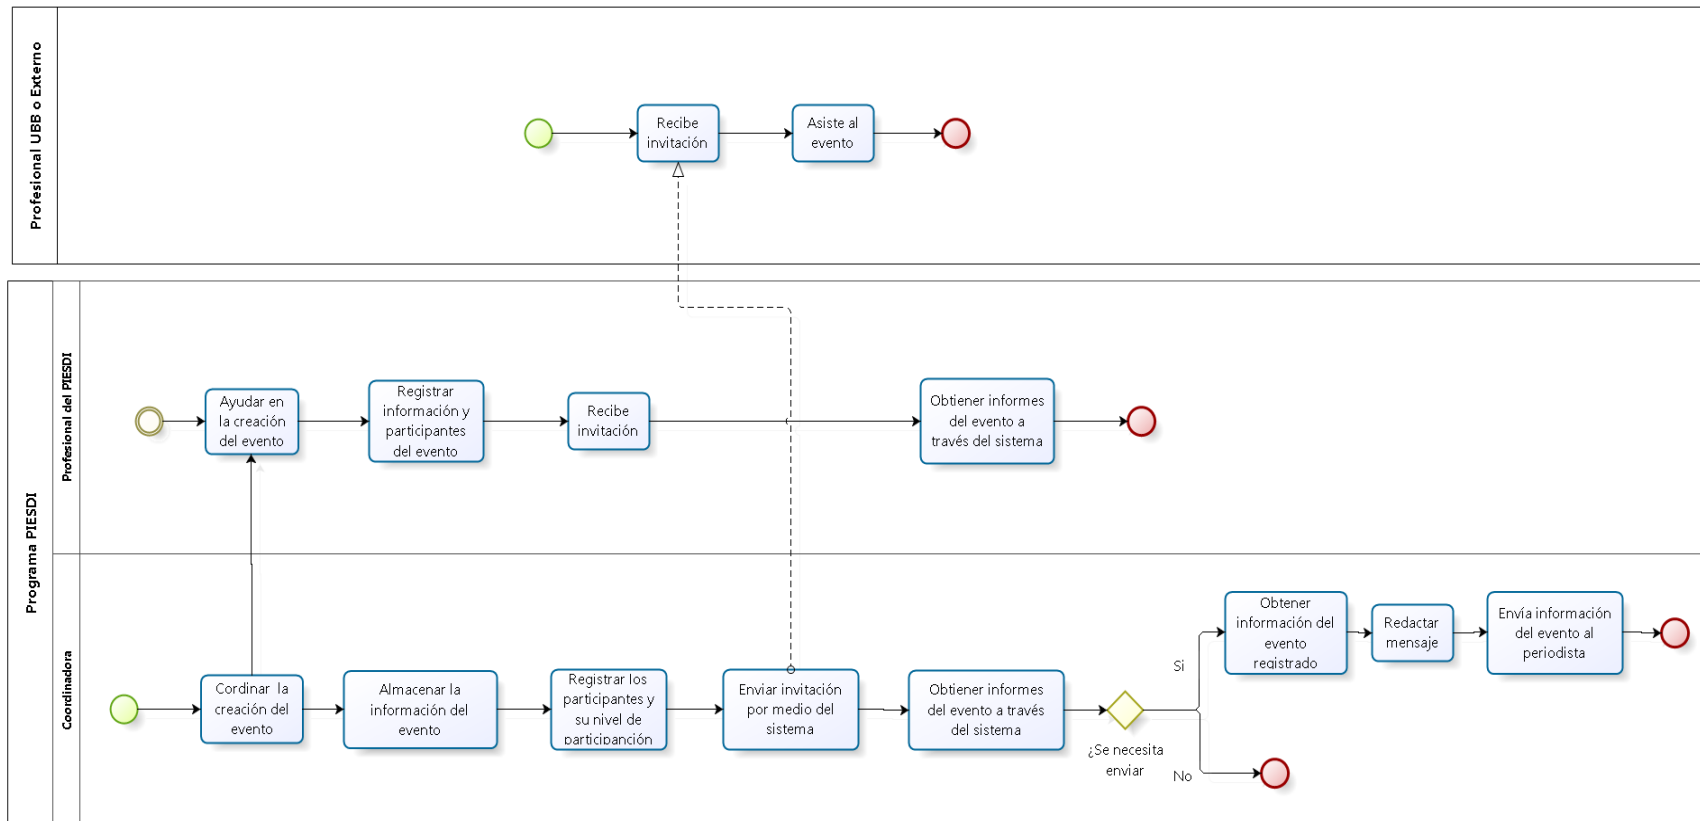 Profesional UBB o Externo
Recibe
invitación
Asiste al
evento
Programa PIESDI
Profesional del PIESDI
Ayudar en
la creación
del evento
Registrar
información y
participantes
del evento
Recibe
invitación
Obtiener informes
del evento a
través del sistema
Coordinadora
Cordinar la
creación del
evento
Almacenar la
información del
evento
Registrar los
participantes y
su nivel de
participanción
Enviar invitación
por medio del
sistema
Obtiener informes
del evento a través
del sistema
¿Se necesita
enviar
Si
No
Obtener
información del
evento
registrado
Redactar
mensaje
Envía información
del evento al
periodista